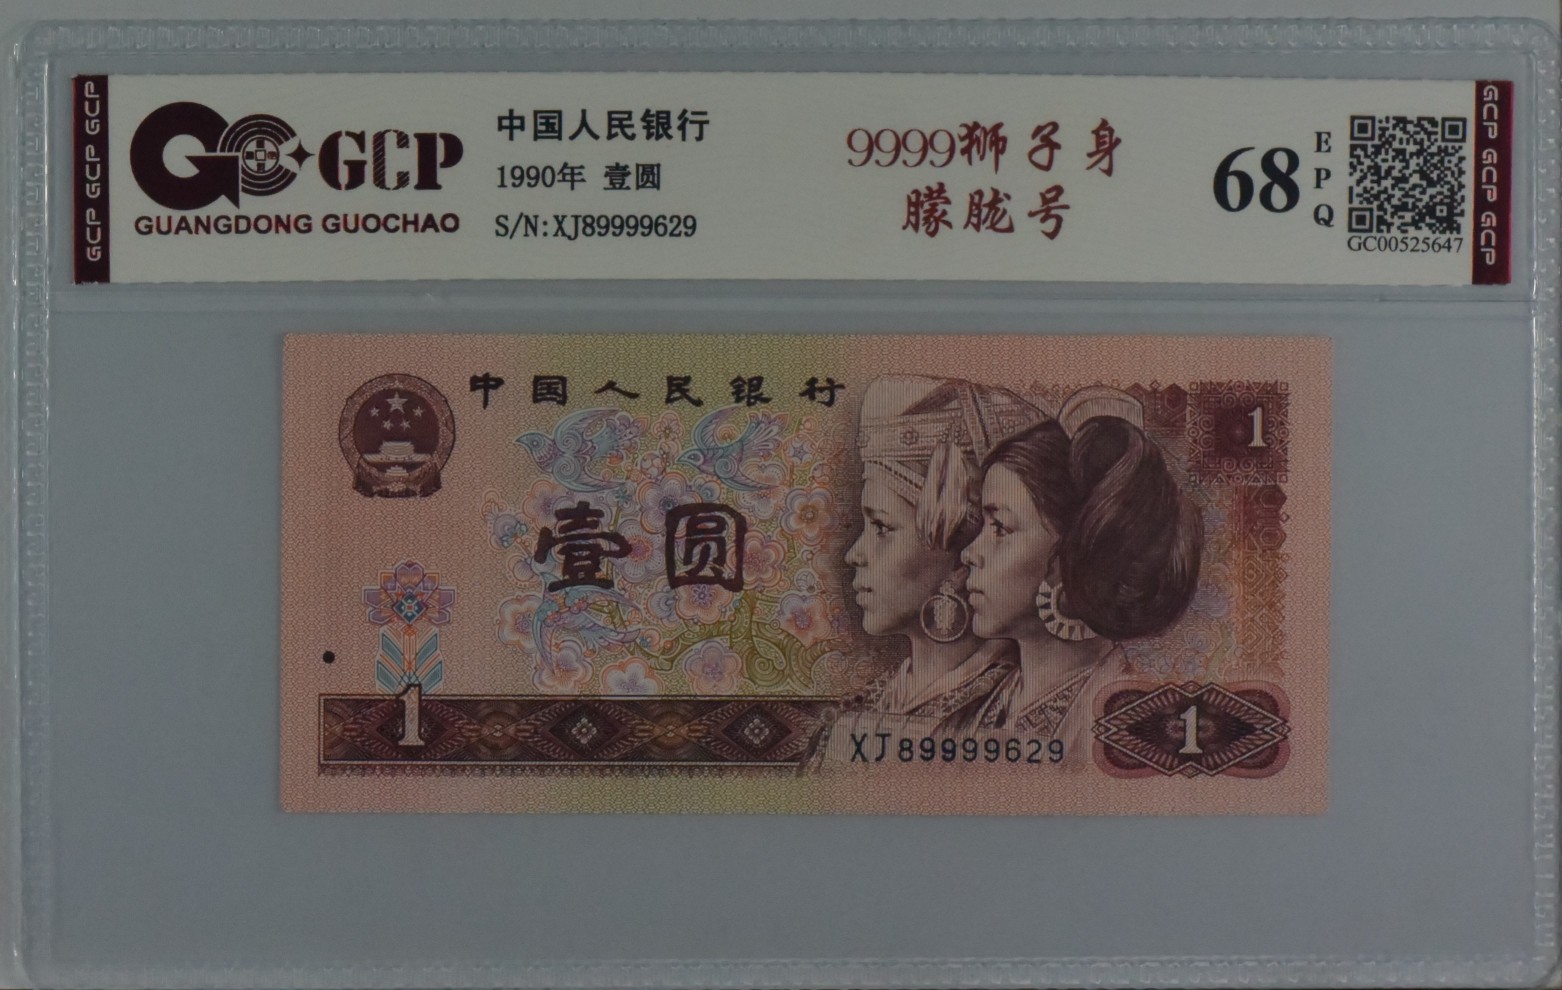 GCP GCP GCP
GCP
GUANGDONG GUOCHAO
中国人民银行
1990年 壹圆
S/N:XJ89999629
9999狮子身
朦胧号
68
EPQ
GC00525647
GCP GCP GCP
中国人民银行
1
壹圆
1
XJ89999629
1